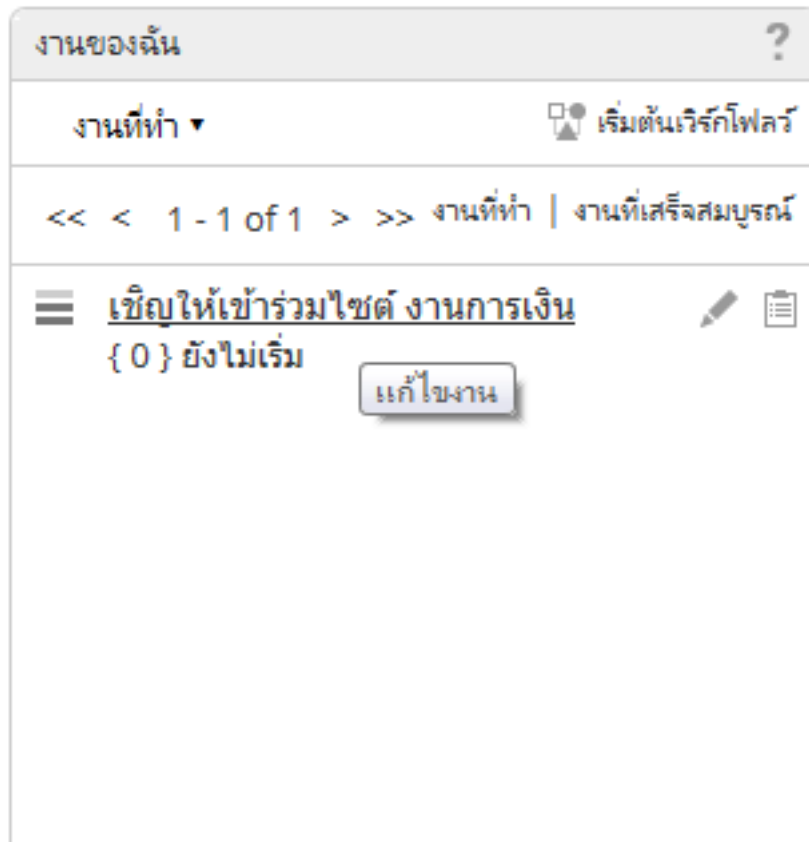 งานของฉัน ?
งานที่ทำ ▾ เริ่มต้นเวิร์กโฟลว์
<< < 1 - 1 of 1 > >> งานที่ทำ | งานที่เสร็จสมบูรณ์
เชิญให้เข้าร่วมไซต์ งานการเงิน
{ 0 } ยังไม่เริ่ม
แก้ไขงาน